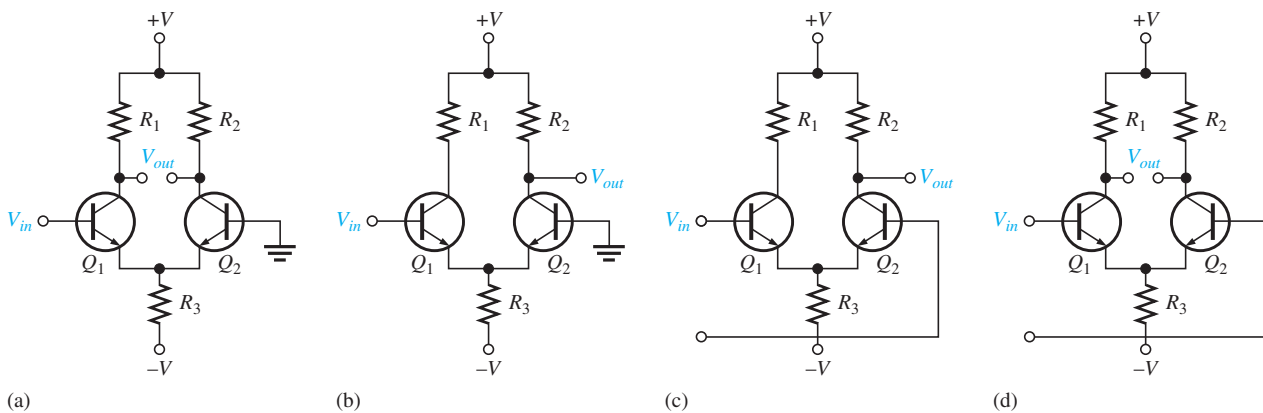 +V +V +V +V
R1 R2 R1 R2 R1 R2 R1 R2
Vout Vout Vout Vout
Vin Vin Vin Vin
Q1 Q2 Q1 Q2 Q1 Q2 Q1 Q2
R3 R3 R3 R3
–V –V –V –V
(a) (b) (c) (d)